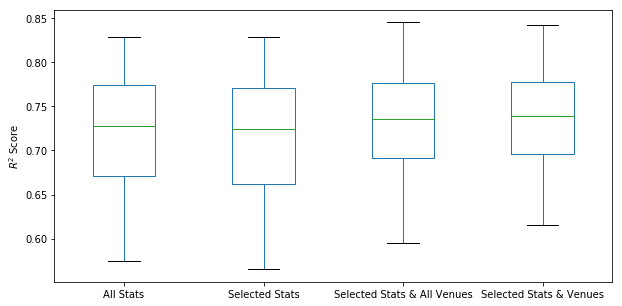 0.85
0.80
0.75
0.70
0.65
0.60
R² Score
All Stats
Selected Stats
Selected Stats & All Venues
Selected Stats & Venues